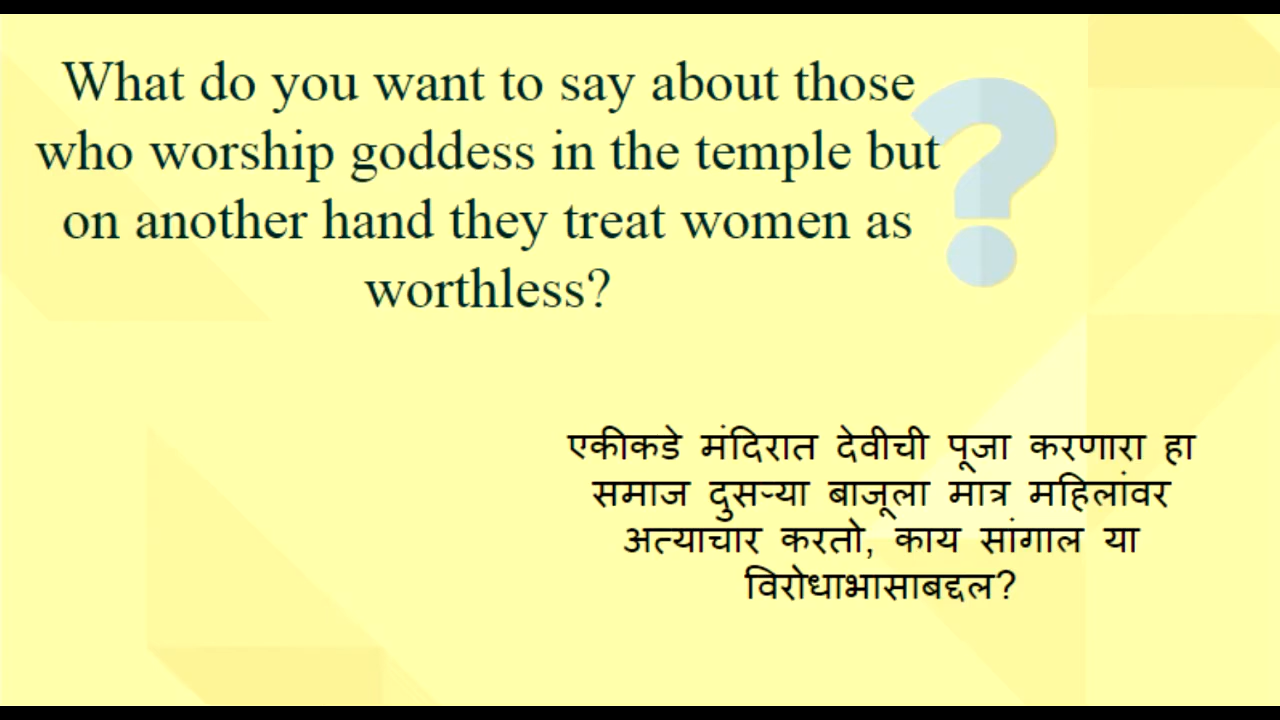 What do you want to say about those
who worship goddess in the temple but
on another hand they treat women as
worthless?
एकीकडे मंदिरात देवीची पूजा करणारा हा
समाज दुसऱ्या बाजूला मात्र महिलांवर
अत्याचार करतो, काय सांगाल या
विरोधाभासाबद्दल?